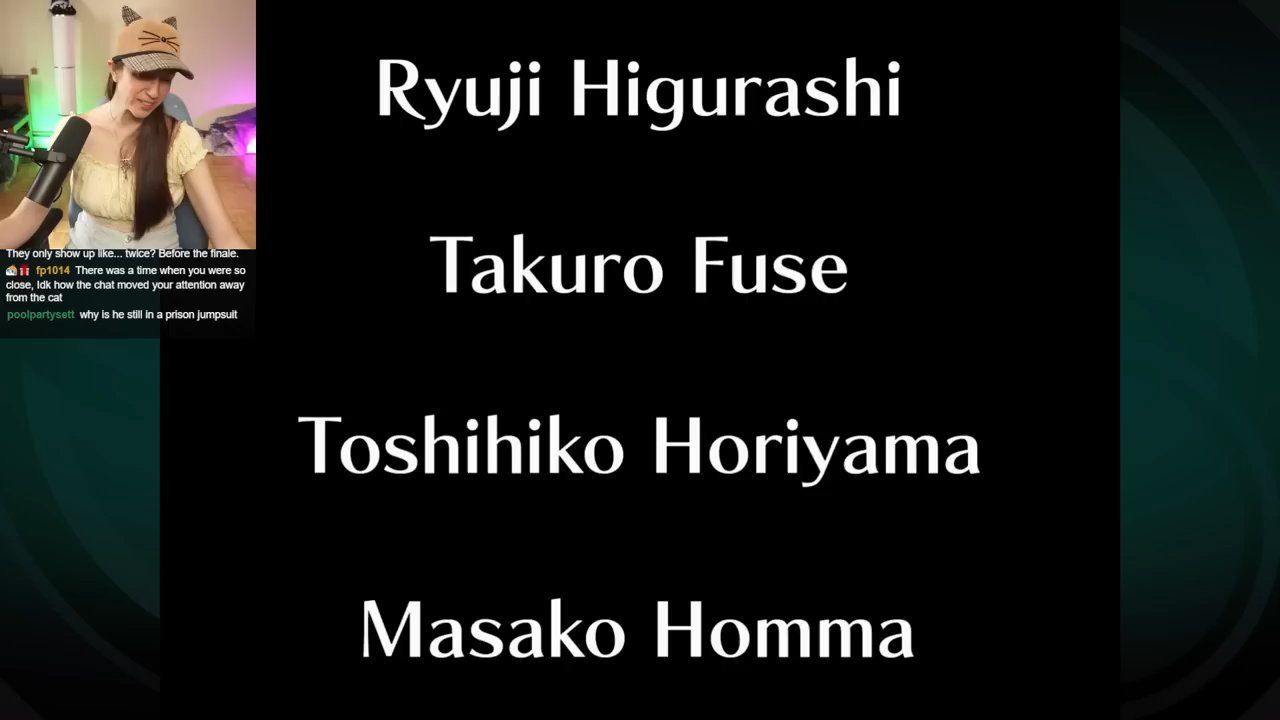 Ryuji Higurashi
Takuro Fuse
Toshihiko Horiyama
Masako Homma
They only show up like... twice? Before the finale.
fp1014 There was a time when you were so
close, Idk how the chat moved your attention away
from the cat
poolpartysett why is he still in a prison jumpsuit